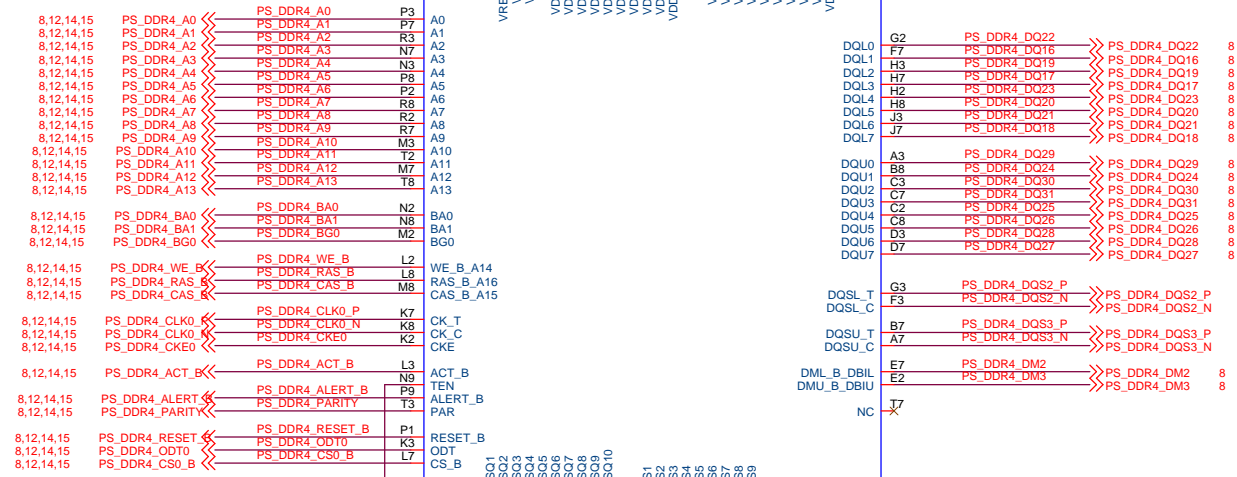 8,12,14,15 PS_DDR4_A0 PS_DDR4_A0 P3 A0
8,12,14,15 PS_DDR4_A1 PS_DDR4_A1 P7 A1
8,12,14,15 PS_DDR4_A2 PS_DDR4_A2 R3 A2
8,12,14,15 PS_DDR4_A3 PS_DDR4_A3 N7 A3
8,12,14,15 PS_DDR4_A4 PS_DDR4_A4 N3 A4
8,12,14,15 PS_DDR4_A5 PS_DDR4_A5 P8 A5
8,12,14,15 PS_DDR4_A6 PS_DDR4_A6 P2 A6
8,12,14,15 PS_DDR4_A7 PS_DDR4_A7 R8 A7
8,12,14,15 PS_DDR4_A8 PS_DDR4_A8 R2 A8
8,12,14,15 PS_DDR4_A9 PS_DDR4_A9 R7 A9
8,12,14,15 PS_DDR4_A10 PS_DDR4_A10 M3 A10
8,12,14,15 PS_DDR4_A11 PS_DDR4_A11 T2 A11
8,12,14,15 PS_DDR4_A12 PS_DDR4_A12 M7 A12
8,12,14,15 PS_DDR4_A13 PS_DDR4_A13 T8 A13
8,12,14,15 PS_DDR4_BA0 PS_DDR4_BA0 N2 BA0
8,12,14,15 PS_DDR4_BA1 PS_DDR4_BA1 N8 BA1
8,12,14,15 PS_DDR4_BG0 PS_DDR4_BG0 M2 BG0
8,12,14,15 PS_DDR4_WE_B PS_DDR4_WE_B L2 WE_B_A14
8,12,14,15 PS_DDR4_RAS_B PS_DDR4_RAS_B L8 RAS_B_A16
8,12,14,15 PS_DDR4_CAS_B PS_DDR4_CAS_B M8 CAS_B_A15
8,12,14,15 PS_DDR4_CLK0_P PS_DDR4_CLK0_P K7 CK_T
8,12,14,15 PS_DDR4_CLK0_N PS_DDR4_CLK0_N K8 CK_C
8,12,14,15 PS_DDR4_CKE0 PS_DDR4_CKE0 K2 CKE
8,12,14,15 PS_DDR4_ACT_B PS_DDR4_ACT_B L3 ACT_B
N9 TEN
8,12,14,15 PS_DDR4_ALERT_B PS_DDR4_ALERT_B P9 ALERT_B
8,12,14,15 PS_DDR4_PARITY PS_DDR4_PARITY T3 PAR
8,12,14,15 PS_DDR4_RESET_B PS_DDR4_RESET_B P1 RESET_B
8,12,14,15 PS_DDR4_ODT0 PS_DDR4_ODT0 K3 ODT
8,12,14,15 PS_DDR4_CS0_B PS_DDR4_CS0_B L7 CS_B
DQL0 G2 PS_DDR4_DQ22 PS_DDR4_DQ22 8
DQL1 F7 PS_DDR4_DQ16 PS_DDR4_DQ16 8
DQL2 H3 PS_DDR4_DQ19 PS_DDR4_DQ19 8
DQL3 H7 PS_DDR4_DQ17 PS_DDR4_DQ17 8
DQL4 H2 PS_DDR4_DQ23 PS_DDR4_DQ23 8
DQL5 H8 PS_DDR4_DQ20 PS_DDR4_DQ20 8
DQL6 J3 PS_DDR4_DQ21 PS_DDR4_DQ21 8
DQL7 J7 PS_DDR4_DQ18 PS_DDR4_DQ18 8
DQU0 A3 PS_DDR4_DQ29 PS_DDR4_DQ29 8
DQU1 B8 PS_DDR4_DQ24 PS_DDR4_DQ24 8
DQU2 C3 PS_DDR4_DQ30 PS_DDR4_DQ30 8
DQU3 C7 PS_DDR4_DQ31 PS_DDR4_DQ31 8
DQU4 C2 PS_DDR4_DQ25 PS_DDR4_DQ25 8
DQU5 C8 PS_DDR4_DQ26 PS_DDR4_DQ26 8
DQU6 D3 PS_DDR4_DQ28 PS_DDR4_DQ28 8
DQU7 D7 PS_DDR4_DQ27 PS_DDR4_DQ27 8
DQSL_T G3 PS_DDR4_DQS2_P PS_DDR4_DQS2_P
DQSL_C F3 PS_DDR4_DQS2_N PS_DDR4_DQS2_N
DQSU_T B7 PS_DDR4_DQS3_P PS_DDR4_DQS3_P
DQSU_C A7 PS_DDR4_DQS3_N PS_DDR4_DQS3_N
DML_B_DBIL E7 PS_DDR4_DM2 PS_DDR4_DM2 8
DMU_B_DBIU E2 PS_DDR4_DM3 PS_DDR4_DM3 8
NC T7